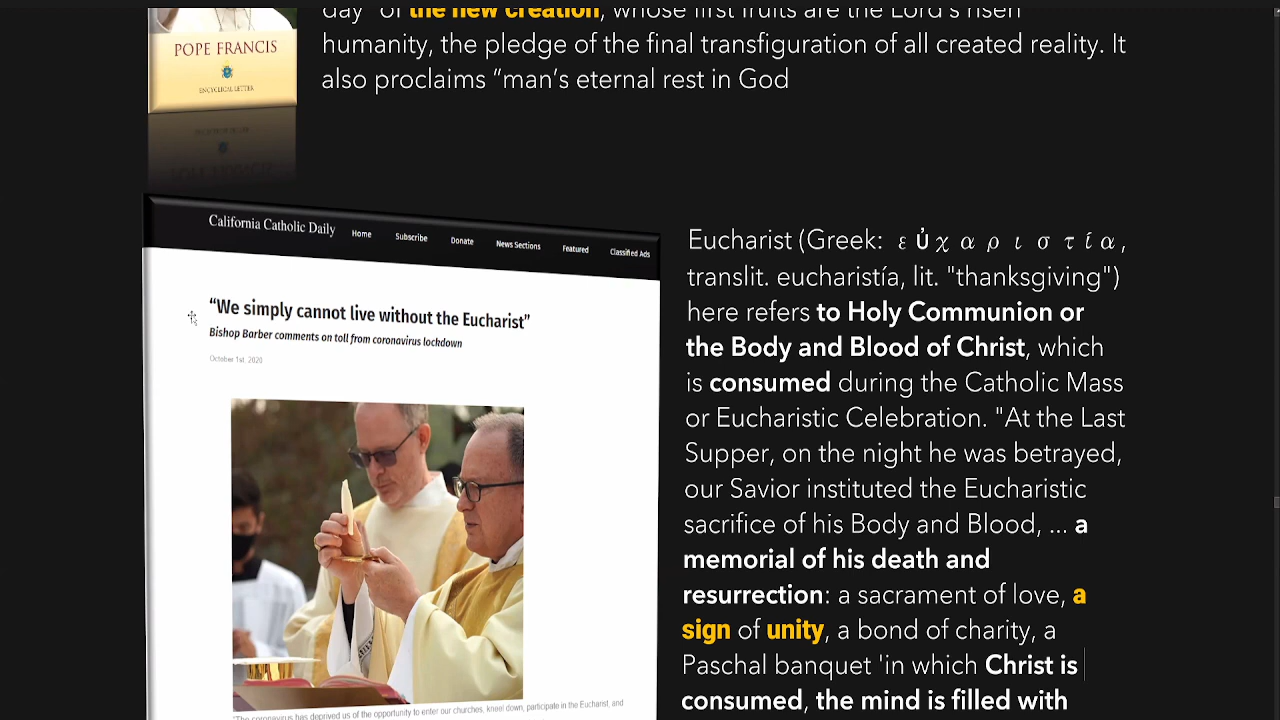 day" of the new creation, whose first fruits are the Lord's risen
humanity, the pledge of the final transfiguration of all created reality. It
also proclaims “man’s eternal rest in God
POPE FRANCIS
ENCYCLICAL LETTER
California Catholic Daily Home Subscribe Donate News Sections Featured Classified Ads
“We simply cannot live without the Eucharist”
Bishop Barber comments on toll from coronavirus lockdown
October 1st, 2020
"The coronavirus has deprived us of the opportunity to enter our churches, kneel down, participate in the Eucharist, and
Eucharist (Greek: εὐχαριστία,
translit. eucharistía, lit. "thanksgiving")
here refers to Holy Communion or
the Body and Blood of Christ, which
is consumed during the Catholic Mass
or Eucharistic Celebration. "At the Last
Supper, on the night he was betrayed,
our Savior instituted the Eucharistic
sacrifice of his Body and Blood, ... a
memorial of his death and
resurrection: a sacrament of love, a
sign of unity, a bond of charity, a
Paschal banquet 'in which Christ is
consumed, the mind is filled with